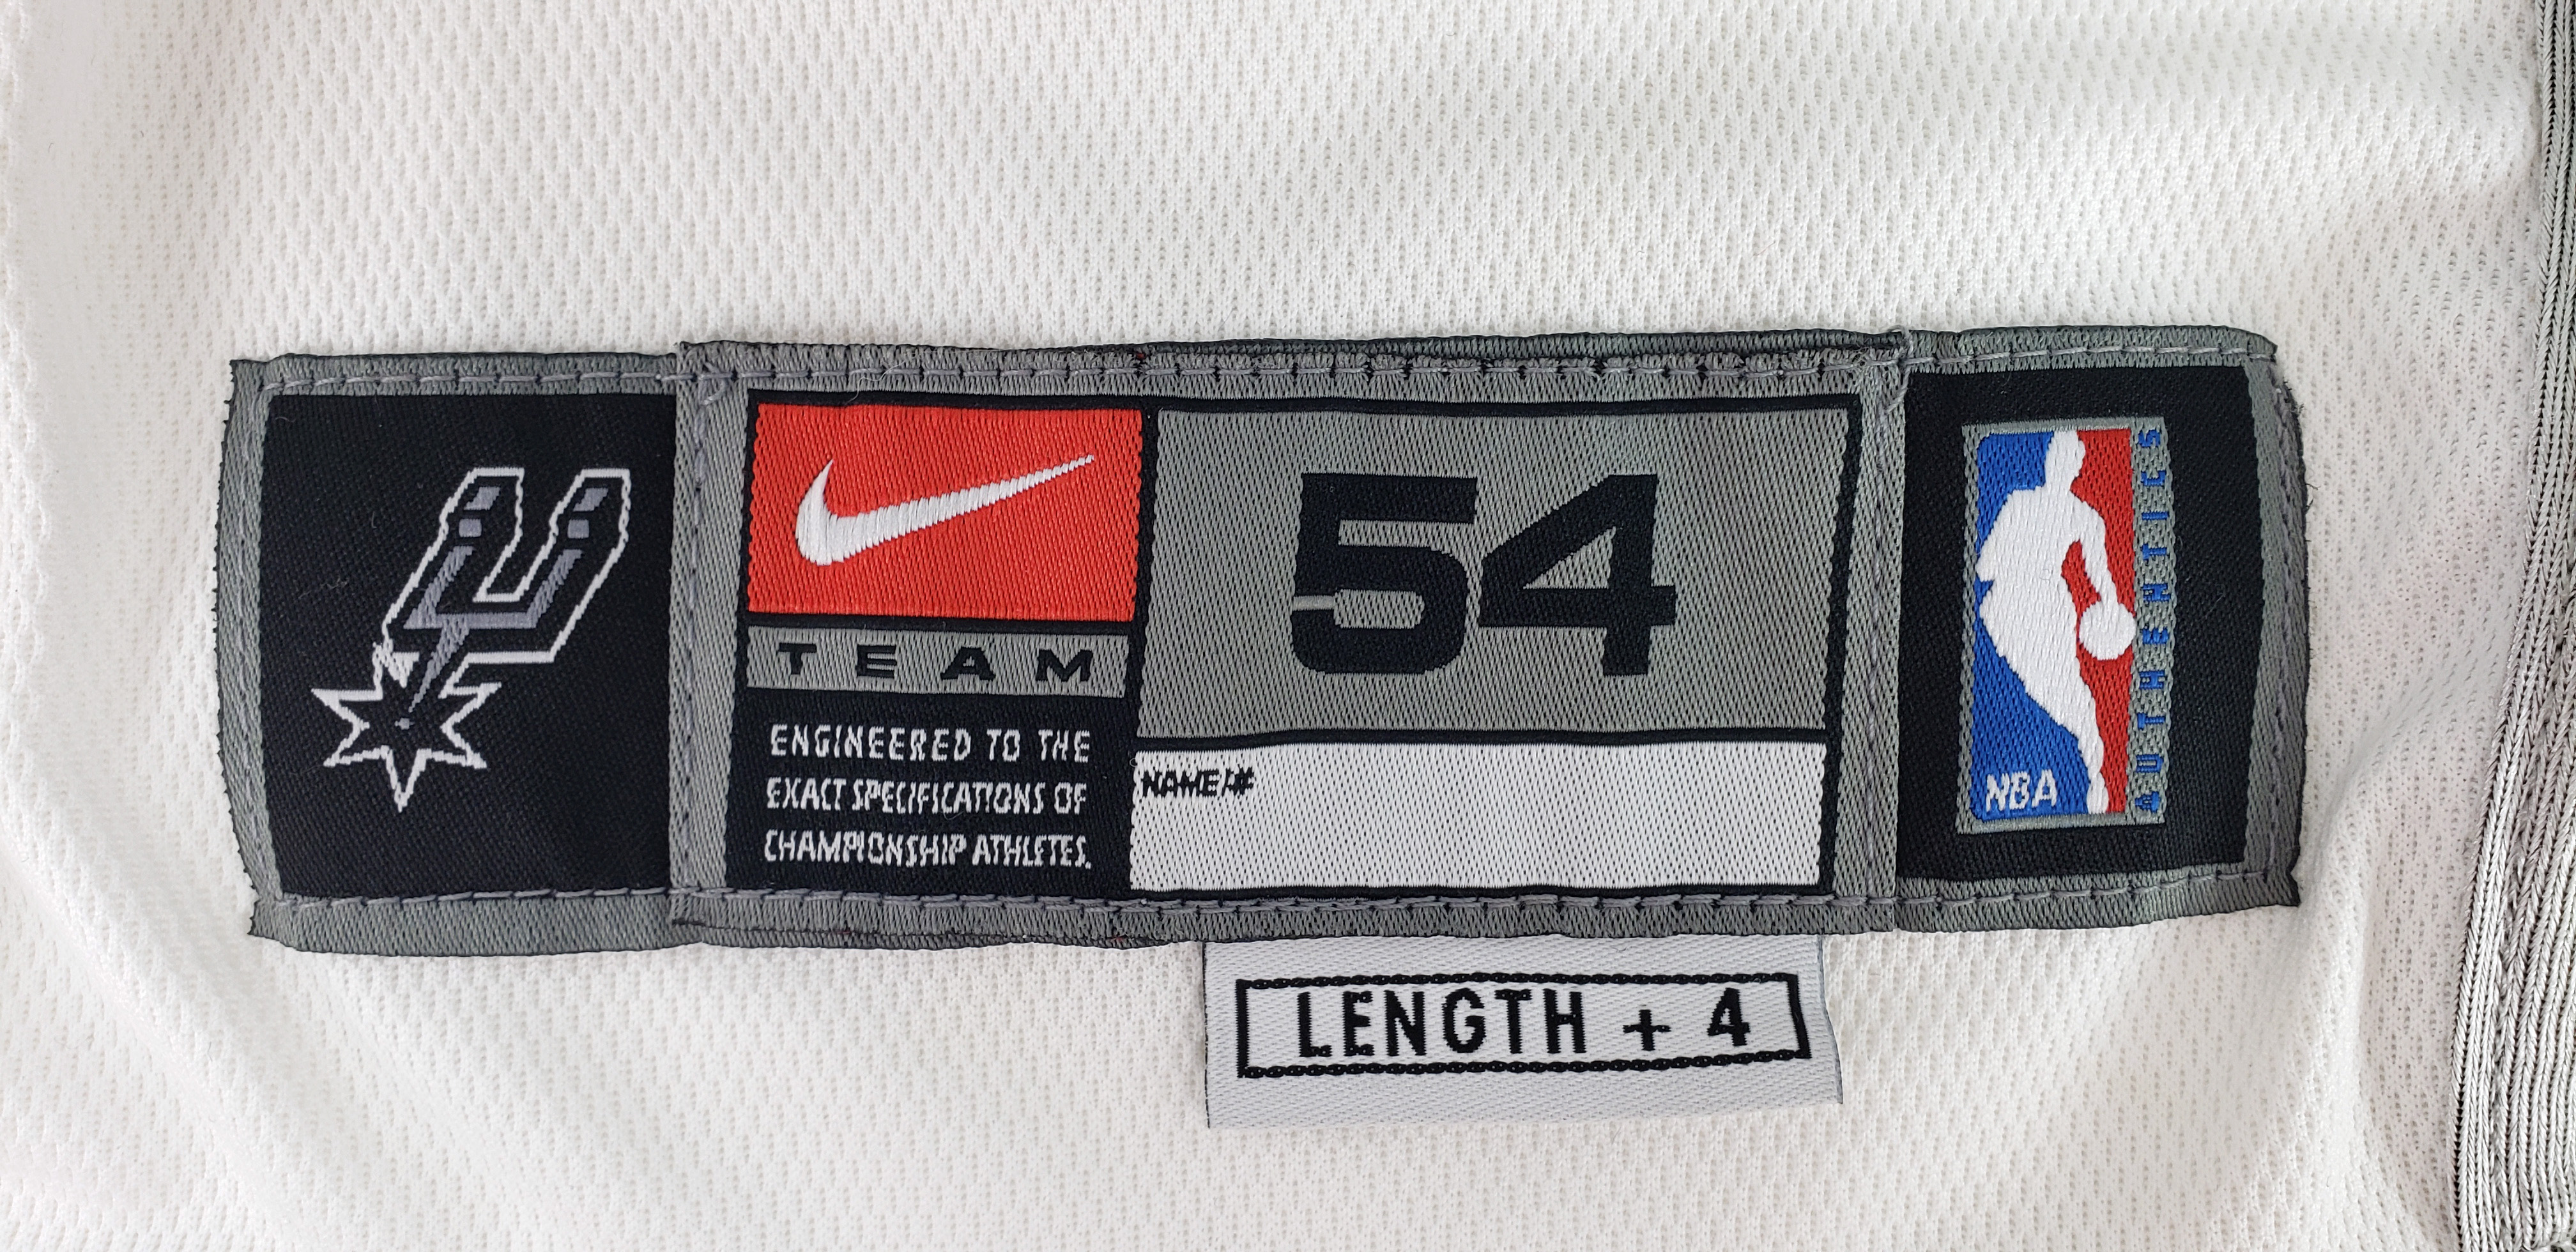 TEAM
ENGINEERED TO THE
EXACT SPECIFICATIONS OF
CHAMPIONSHIP ATHLETES.
54
NAME/#
NBA
AUTHENTICS
LENGTH + 4